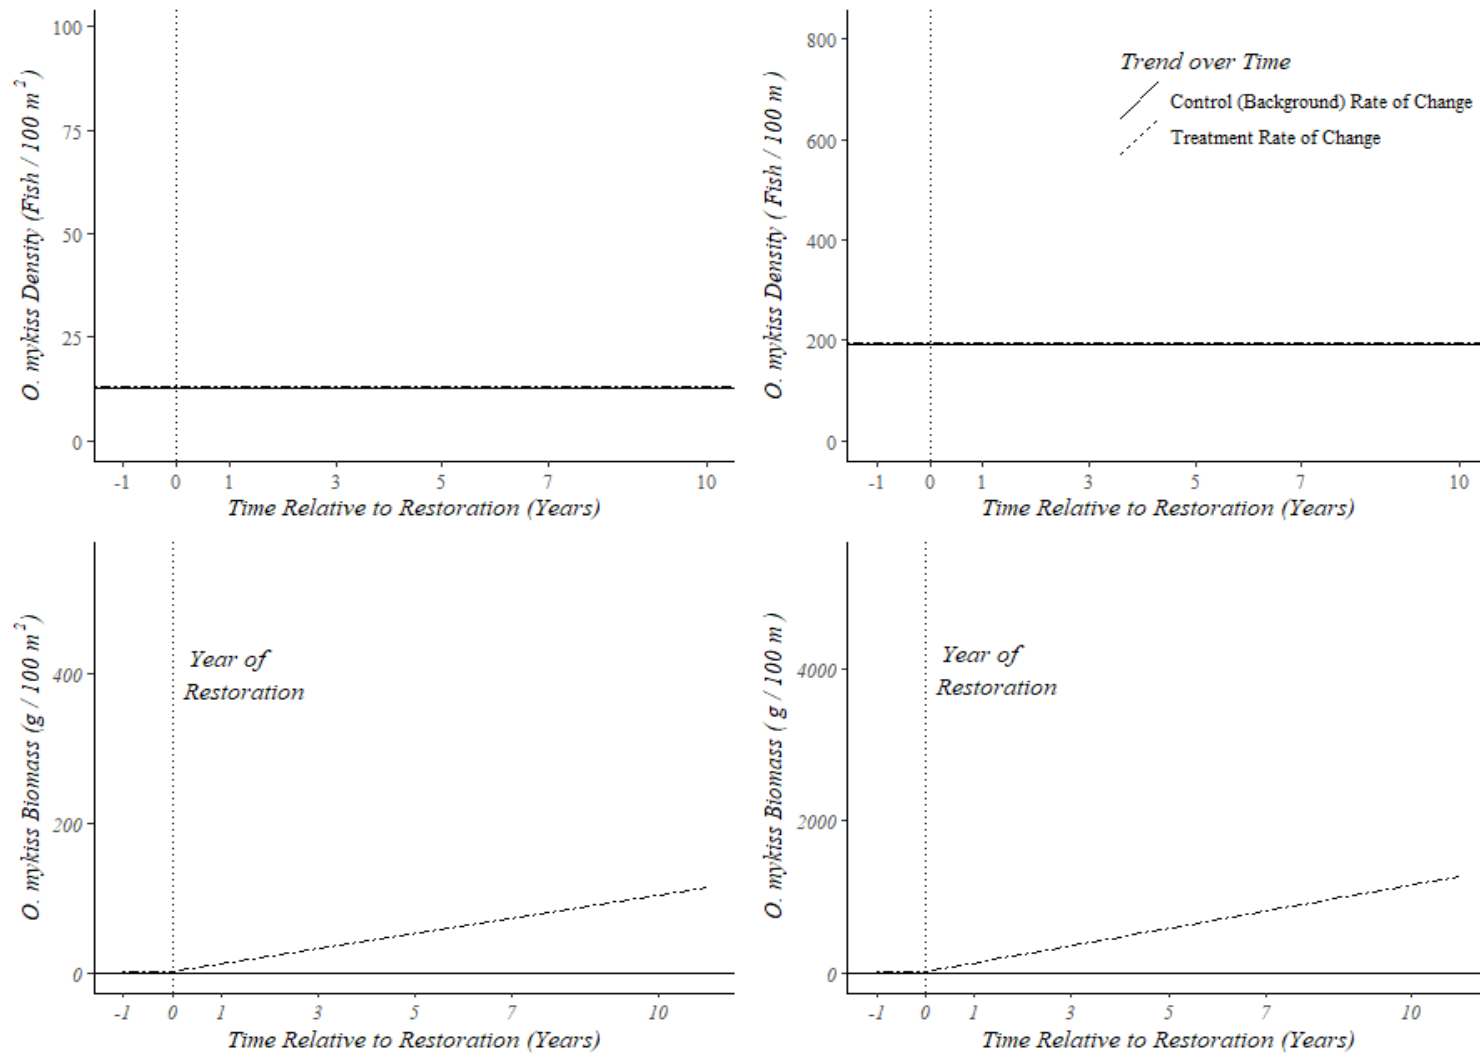 O. mykiss Density (Fish / 100 m²)
100
75
50
25
0
-1 0 1 3 5 7 10
Time Relative to Restoration (Years)
O. mykiss Density ( Fish / 100 m )
800
600
400
200
0
Trend over Time
Control (Background) Rate of Change
Treatment Rate of Change
-1 0 1 3 5 7 10
Time Relative to Restoration (Years)
O. mykiss Biomass (g / 100 m²)
400
200
0
Year of
Restoration
-1 0 1 3 5 7 10
Time Relative to Restoration (Years)
O. mykiss Biomass ( g / 100 m )
4000
2000
0
Year of
Restoration
-1 0 1 3 5 7 10
Time Relative to Restoration (Years)